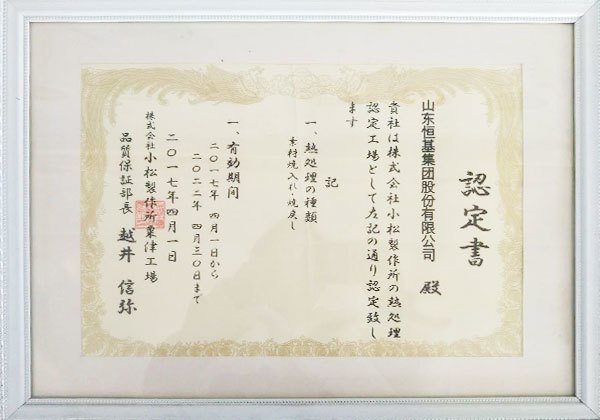 認定書
山东恒基集团股份有限公司 殿
貴社は株式会社小松製作所の熱処理
認定工場として左記の通り認定致し
ます
記
一、熱処理の種類
素材焼入れ・焼戻し
一、有効期间
二〇一七年 四月一日から
二〇二二年 四月三〇日まで
二〇一七年四月一日
株式会社 小松製作所粟津工場
品質保証部長 越井 信弥